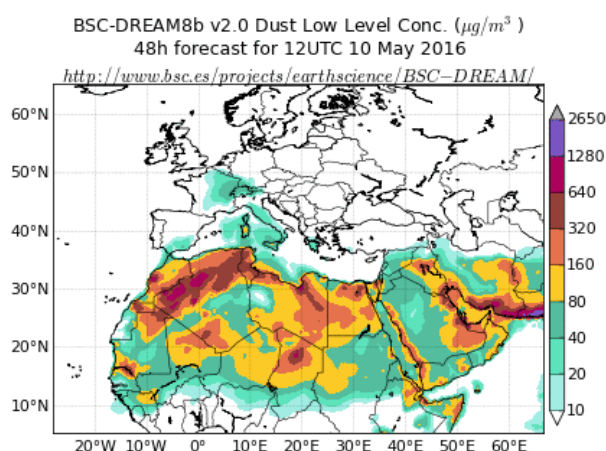 BSC-DREAM8b v2.0 Dust Low Level Conc. (μg/m³ )
48h forecast for 12UTC 10 May 2016
http://www.bsc.es/projects/earthscience/BSC−DREAM/
60°N
50°N
40°N
30°N
20°N
10°N
20°W 10°W 0° 10°E 20°E 30°E 40°E 50°E 60°E
2650
1280
640
320
160
80
40
20
10